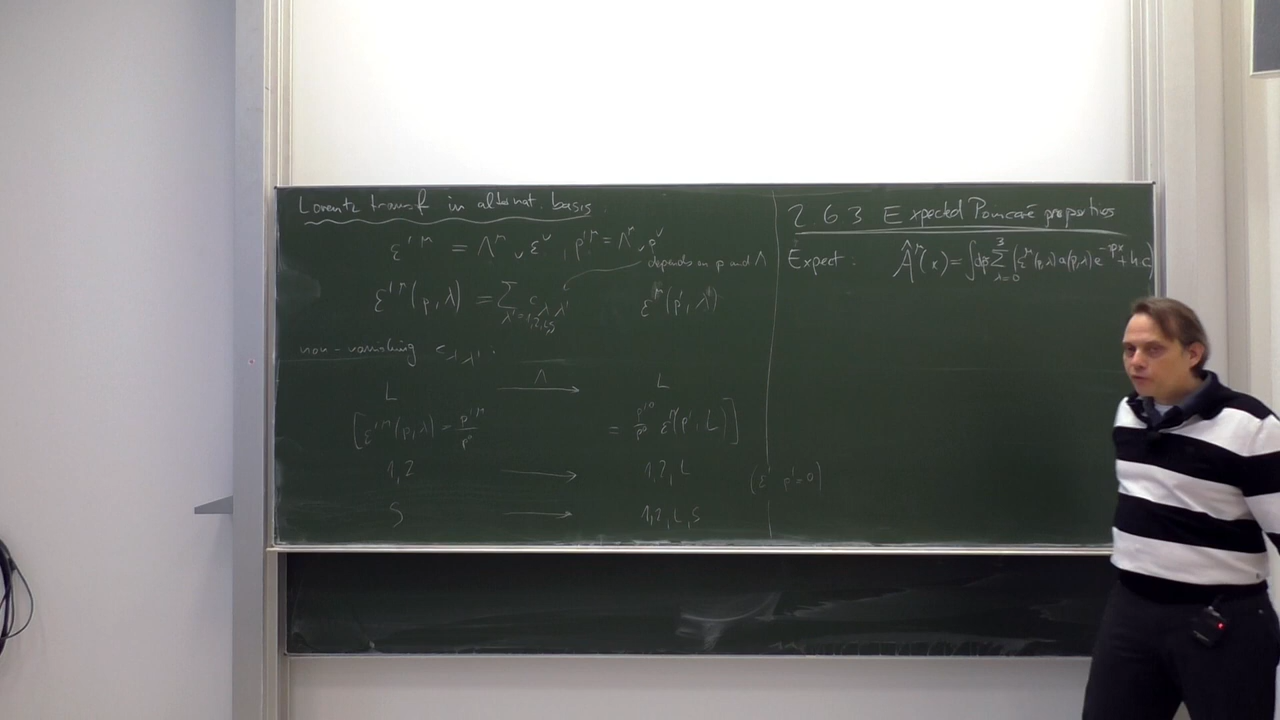 Lorentz transf in alternat. basis
ε'^μ = Λ^μ_ν ε^ν , p'^μ = Λ^μ_ν p^ν
depends on p and Λ
ε'^μ(p,λ) = Σ_{λ'=1,2,L,S} c_{λλ'} ε^μ(p',λ')
non-vanishing c_{λλ'} :
L —Λ→ L
[ε'^μ(p,λ) = p'^μ/p^0 = p'^0/p^0 ε^μ(p',L)]
1,2 → 1,2,L (ε' p'=0)
S → 1,2,L,S
2.6.3 Expected Poincaré properties
Expect: Â^μ(x) = ∫dp̃ Σ_{λ=0}^3 (ε^μ(p,λ) a(p,λ) e^{-ipx} + h.c.)